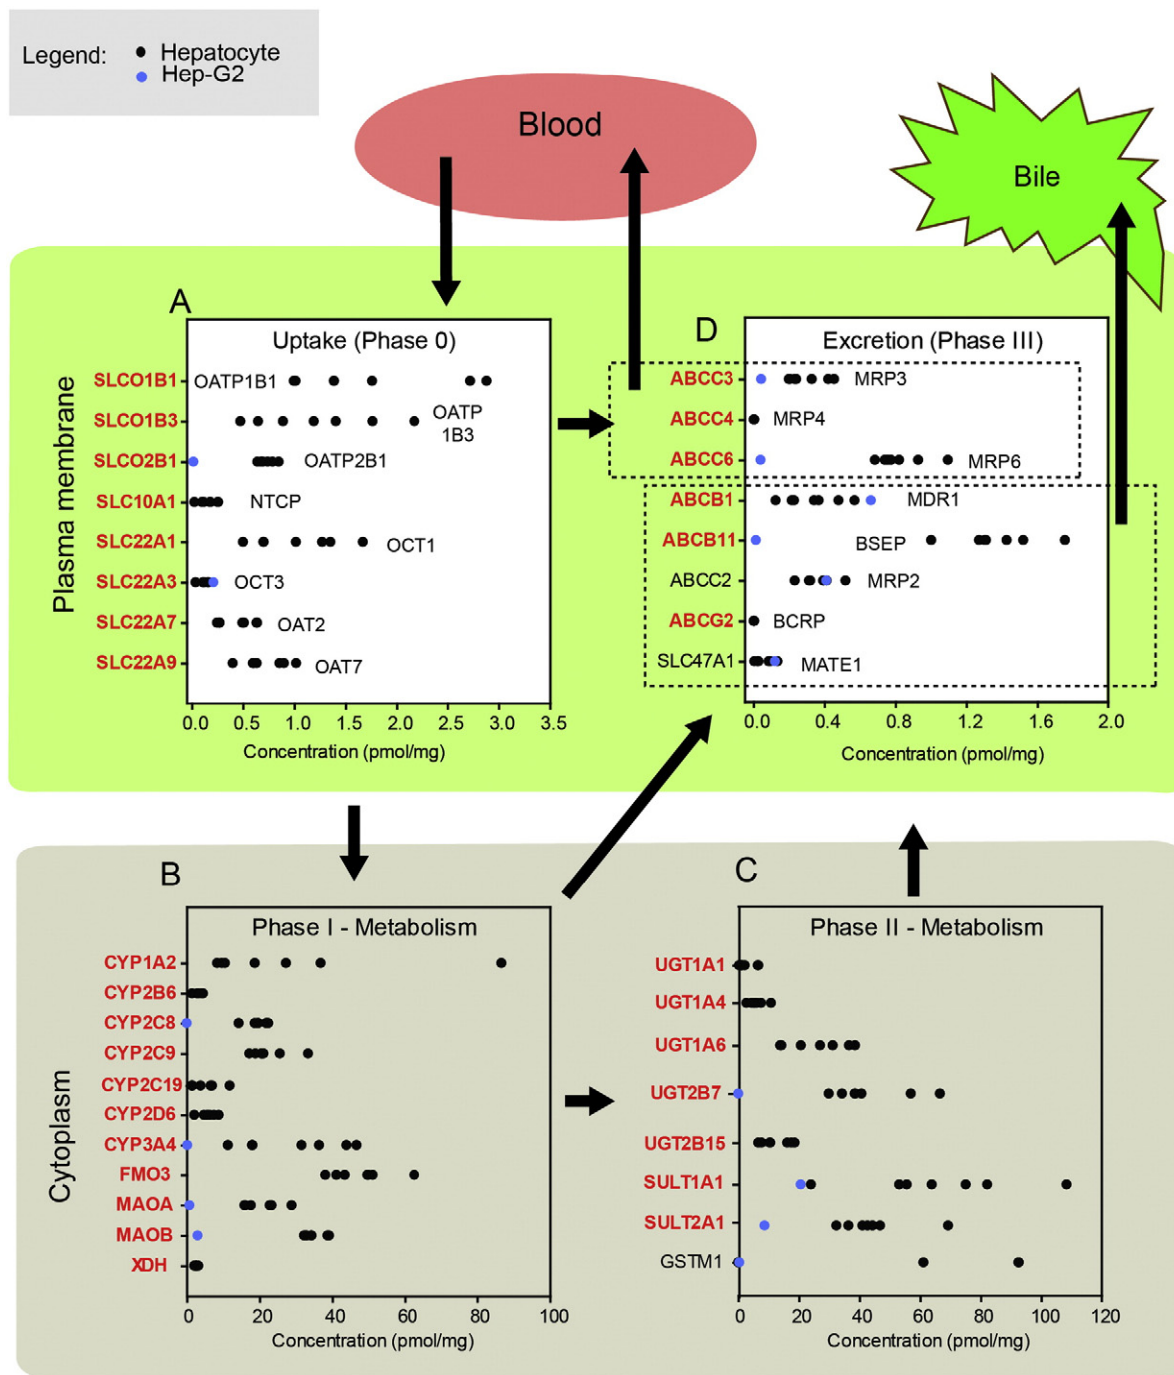 Legend:
Hepatocyte
Hep-G2
Blood
Bile
Plasma membrane
A
Uptake (Phase 0)
SLCO1B1 OATP1B1
SLCO1B3 OATP
1B3
SLCO2B1 OATP2B1
SLC10A1 NTCP
SLC22A1 OCT1
SLC22A3 OCT3
SLC22A7 OAT2
SLC22A9 OAT7
0.0 0.5 1.0 1.5 2.0 2.5 3.0 3.5
Concentration (pmol/mg)
D
Excretion (Phase III)
ABCC3 MRP3
ABCC4 MRP4
ABCC6 MRP6
ABCB1 MDR1
ABCB11 BSEP
ABCC2 MRP2
ABCG2 BCRP
SLC47A1 MATE1
0.0 0.4 0.8 1.2 1.6 2.0
Concentration (pmol/mg)
Cytoplasm
B
Phase I - Metabolism
CYP1A2
CYP2B6
CYP2C8
CYP2C9
CYP2C19
CYP2D6
CYP3A4
FMO3
MAOA
MAOB
XDH
0 20 40 60 80 100
Concentration (pmol/mg)
C
Phase II - Metabolism
UGT1A1
UGT1A4
UGT1A6
UGT2B7
UGT2B15
SULT1A1
SULT2A1
GSTM1
0 20 40 60 80 100 120
Concentration (pmol/mg)